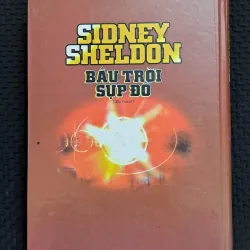 SIDNEY
SHELDON
BẦU TRỜI
SỤP ĐỔ